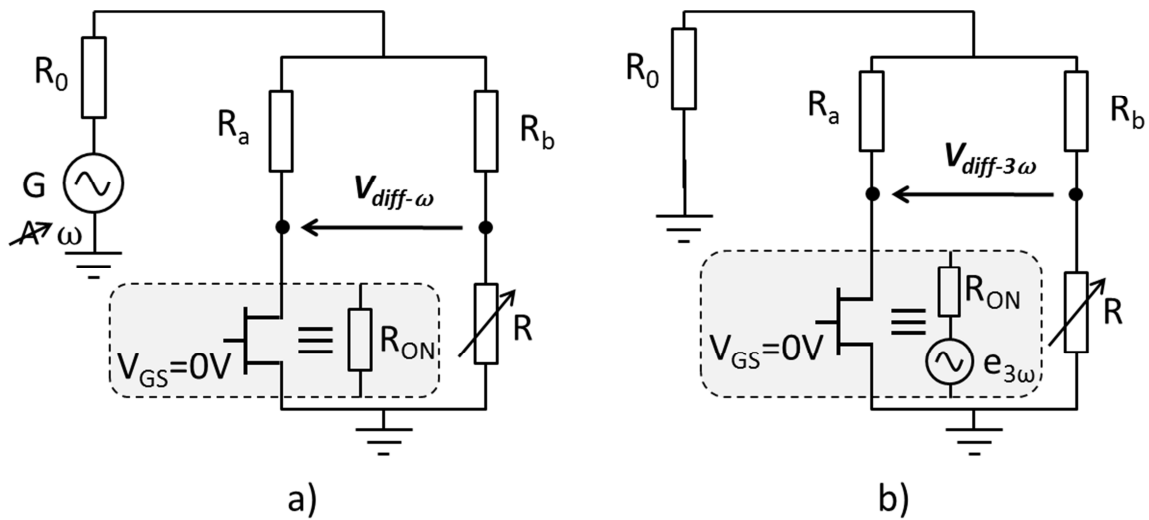 R0
Ra
Rb
G
A ω
Vdiff-ω
VGS=0V
RON
R
a)
R0
Ra
Rb
Vdiff-3ω
VGS=0V
RON
e3ω
R
b)